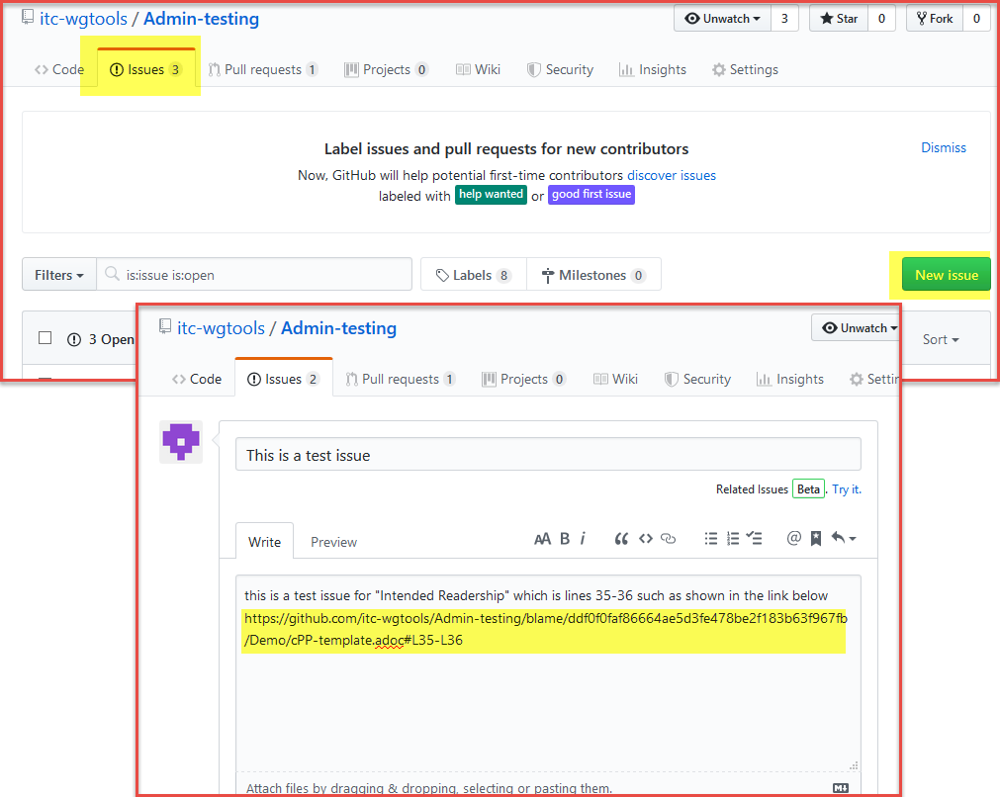 itc-wgtools / Admin-testing
Unwatch 3 Star 0 Fork 0
Code Issues 3 Pull requests 1 Projects 0 Wiki Security Insights Settings
Label issues and pull requests for new contributors
Dismiss
Now, GitHub will help potential first-time contributors discover issues
labeled with help wanted or good first issue
Filters is:issue is:open Labels 8 Milestones 0 New issue
3 Open
Sort
itc-wgtools / Admin-testing
Unwatch
Code Issues 2 Pull requests 1 Projects 0 Wiki Security Insights Settin
This is a test issue
Related Issues Beta . Try it.
Write Preview
this is a test issue for "Intended Readership" which is lines 35-36 such as shown in the link below
https://github.com/itc-wgtools/Admin-testing/blame/ddf0f0faf86664ae5d3fe478be2f183b63f967fb
/Demo/cPP-template.adoc#L35-L36
Attach files by dragging & dropping, selecting or pasting them.